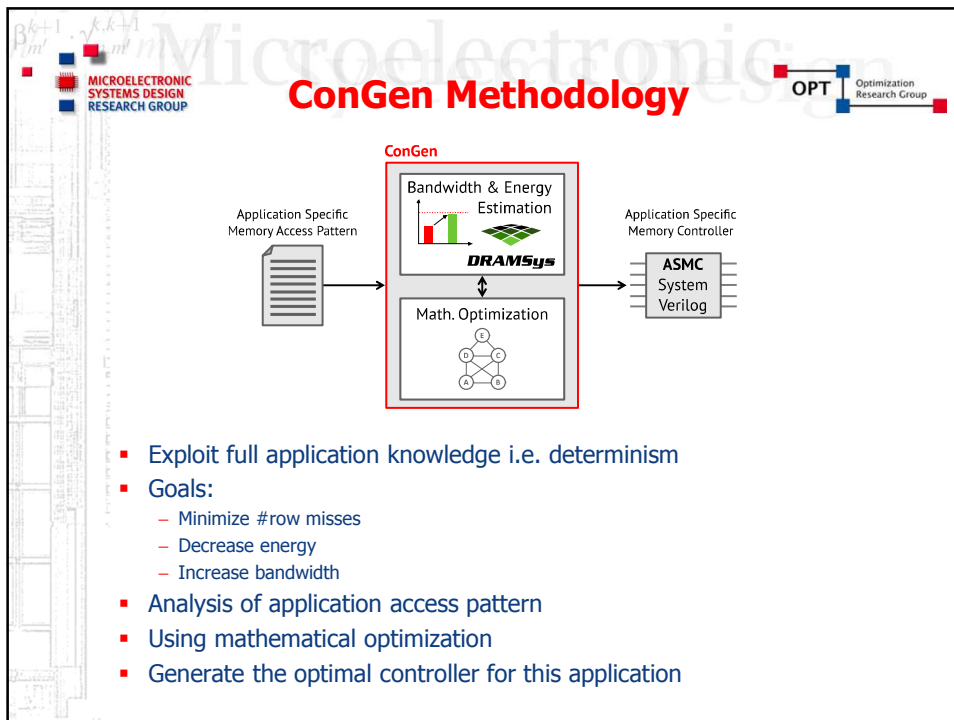 Microelectronic
Systems Design
MICROELECTRONIC
SYSTEMS DESIGN
RESEARCH GROUP
ConGen Methodology
OPT
Optimization
Research Group
ConGen
Application Specific
Memory Access Pattern
Bandwidth & Energy
Estimation
DRAMSys
Math. Optimization
E
D C
A B
Application Specific
Memory Controller
ASMC
System
Verilog
▪ Exploit full application knowledge i.e. determinism
▪ Goals:
– Minimize #row misses
– Decrease energy
– Increase bandwidth
▪ Analysis of application access pattern
▪ Using mathematical optimization
▪ Generate the optimal controller for this application